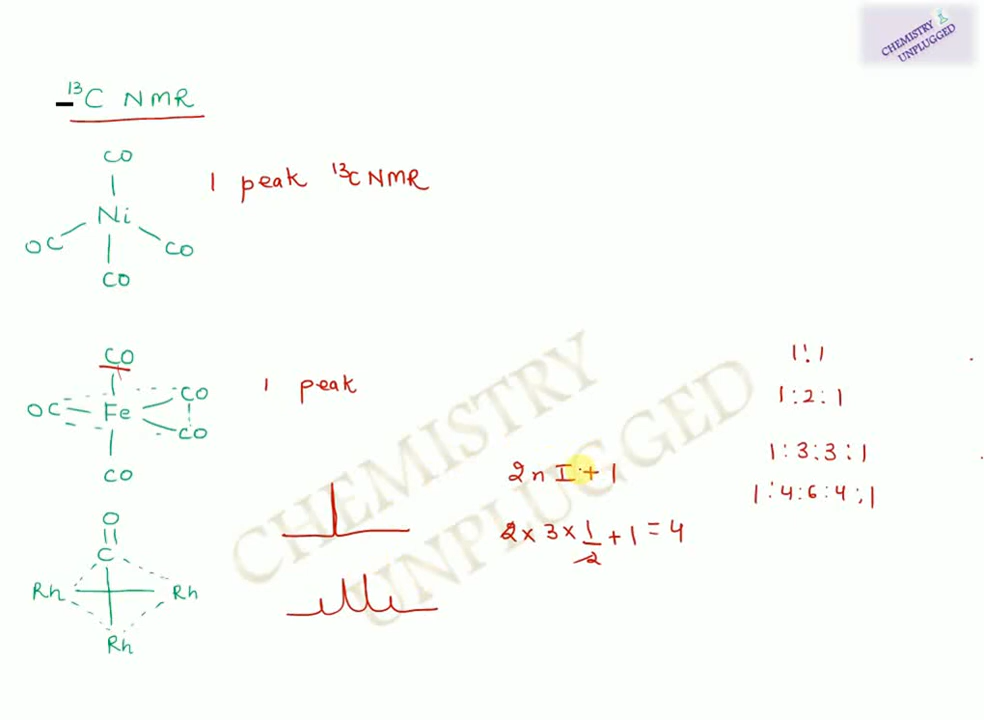 CHEMISTRY
UNPLUGGED
13C NMR
CO
Ni
OC
CO
CO
1 peak 13C NMR
CO
OC
Fe
CO
CO
CO
1 peak
O
C
Rh
Rh
Rh
2nI+1
2×3×1/2+1=4
1:1
1:2:1
1:3:3:1
1:4:6:4:1
CHEMISTRY
UNPLUGGED